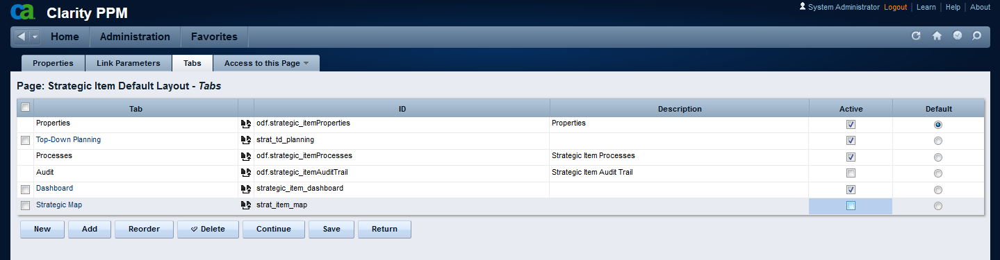 System Administrator Logout Learn Help About
ca Clarity PPM
Home Administration Favorites
Properties Link Parameters Tabs Access to this Page
Page: Strategic Item Default Layout - Tabs
Tab ID Description Active Default
Properties odf.strategic_itemProperties Properties
Top-Down Planning strat_td_planning
Processes odf.strategic_itemProcesses Strategic Item Processes
Audit odf.strategic_itemAuditTrail Strategic Item Audit Trail
Dashboard strategic_item_dashboard
Strategic Map strat_item_map
New Add Reorder Delete Continue Save Return